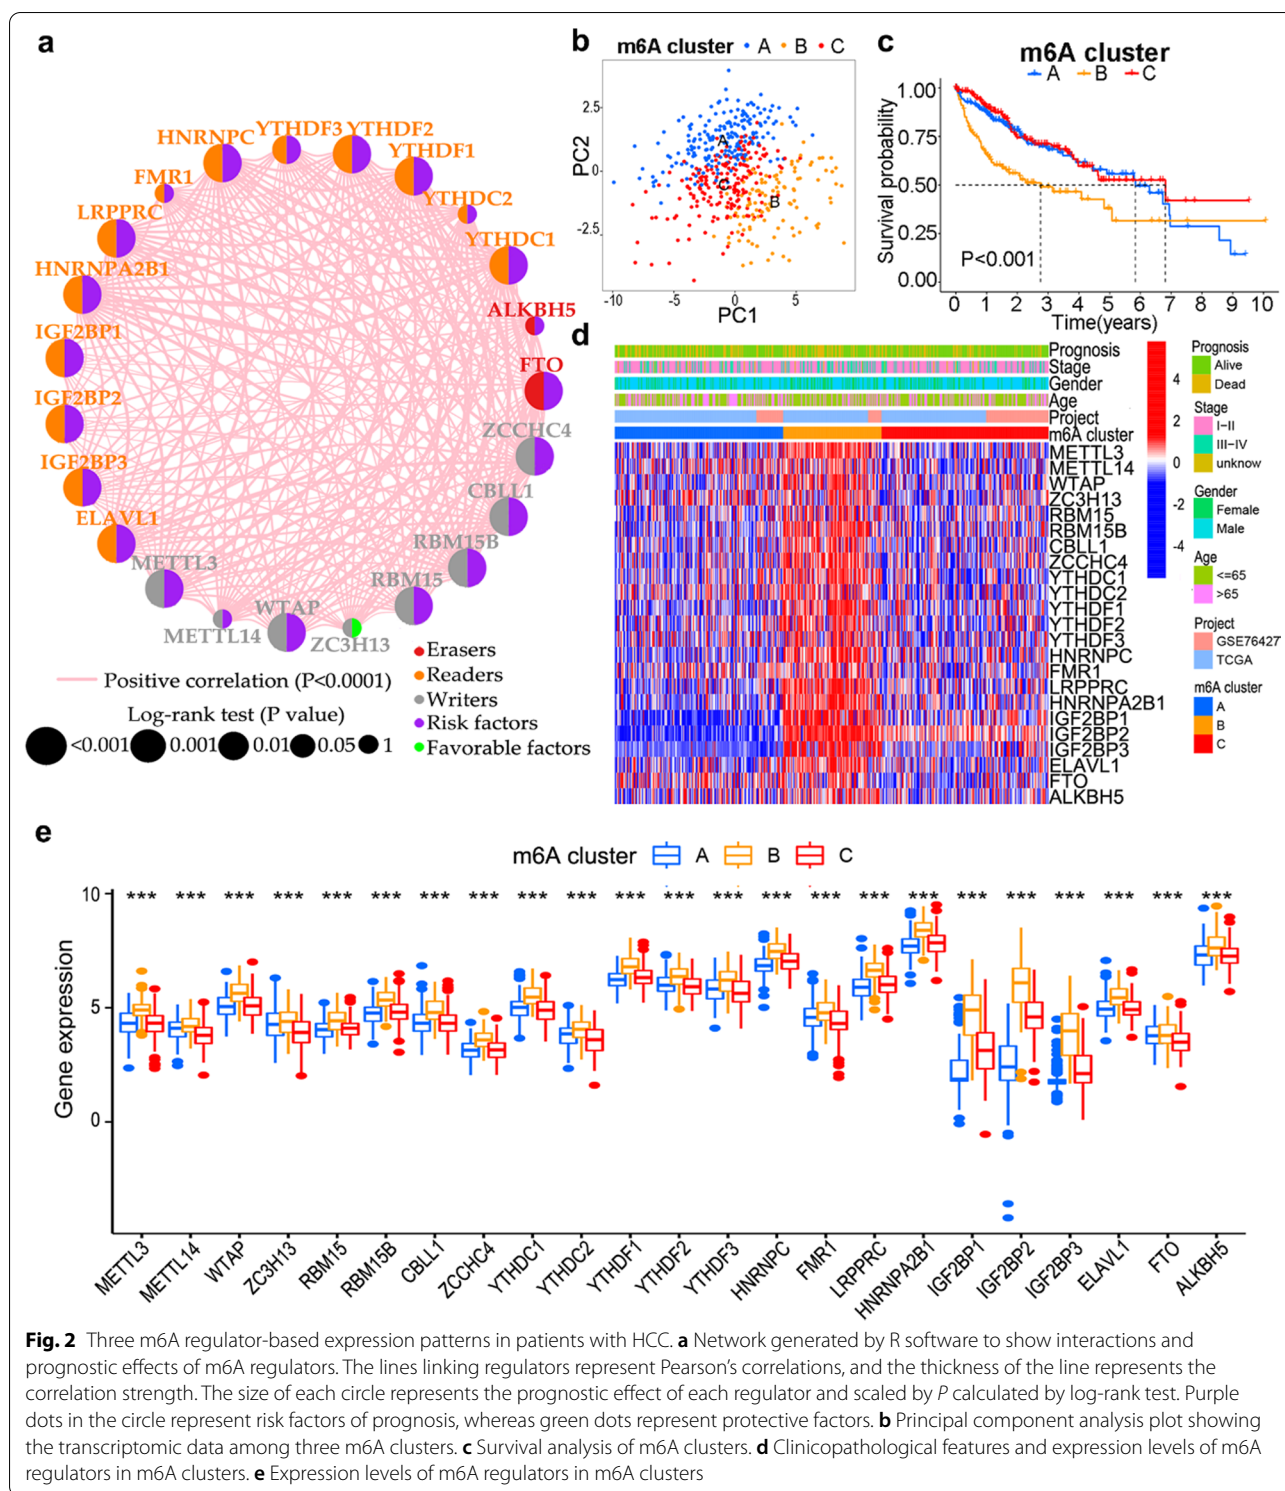 a
HNRNPC
YTHDF3
YTHDF2
YTHDF1
FMR1
YTHDC2
LRPPRC
YTHDC1
HNRNPA2B1
ALKBH5
IGF2BP1
FTO
IGF2BP2
ZCCHC4
IGF2BP3
CBLL1
ELAVL1
RBM15B
METTL3
RBM15
WTAP
METTL14
ZC3H13
Positive correlation (P<0.0001)
Log-rank test (P value)
<0.001 0.001 0.01 0.05 1
Erasers
Readers
Writers
Risk factors
Favorable factors
b
m6A cluster A B C
PC2
2.5
0
-2.5
-10 -5 0 5
PC1
A
C
B
c
m6A cluster
A B C
Survival probability
1.00
0.75
0.50
0.25
0.00
P<0.001
0 1 2 3 4 5 6 7 8 9 10
Time(years)
d
Prognosis
Stage
Gender
Age
Project
m6A cluster
METTL3
METTL14
WTAP
ZC3H13
RBM15
RBM15B
CBLL1
ZCCHC4
YTHDC1
YTHDC2
YTHDF1
YTHDF2
YTHDF3
HNRNPC
FMR1
LRPPRC
HNRNPA2B1
IGF2BP1
IGF2BP2
IGF2BP3
ELAVL1
FTO
ALKBH5
4
2
0
-2
-4
Prognosis
Alive
Dead
Stage
I-II
III-IV
unknow
Gender
Female
Male
Age
<=65
>65
Project
GSE76427
TCGA
m6A cluster
A
B
C
e
m6A cluster A B C
Gene expression
10
5
0
*** *** *** *** *** *** *** *** *** *** *** *** *** *** *** *** *** *** *** *** *** *** ***
METTL3 METTL14 WTAP ZC3H13 RBM15 RBM15B CBLL1 ZCCHC4 YTHDC1 YTHDC2 YTHDF1 YTHDF2 YTHDF3 HNRNPC FMR1 LRPPRC HNRNPA2B1 IGF2BP1 IGF2BP2 IGF2BP3 ELAVL1 FTO ALKBH5
Fig. 2 Three m6A regulator-based expression patterns in patients with HCC. a Network generated by R software to show interactions and
prognostic effects of m6A regulators. The lines linking regulators represent Pearson's correlations, and the thickness of the line represents the
correlation strength. The size of each circle represents the prognostic effect of each regulator and scaled by P calculated by log-rank test. Purple
dots in the circle represent risk factors of prognosis, whereas green dots represent protective factors. b Principal component analysis plot showing
the transcriptomic data among three m6A clusters. c Survival analysis of m6A clusters. d Clinicopathological features and expression levels of m6A
regulators in m6A clusters. e Expression levels of m6A regulators in m6A clusters